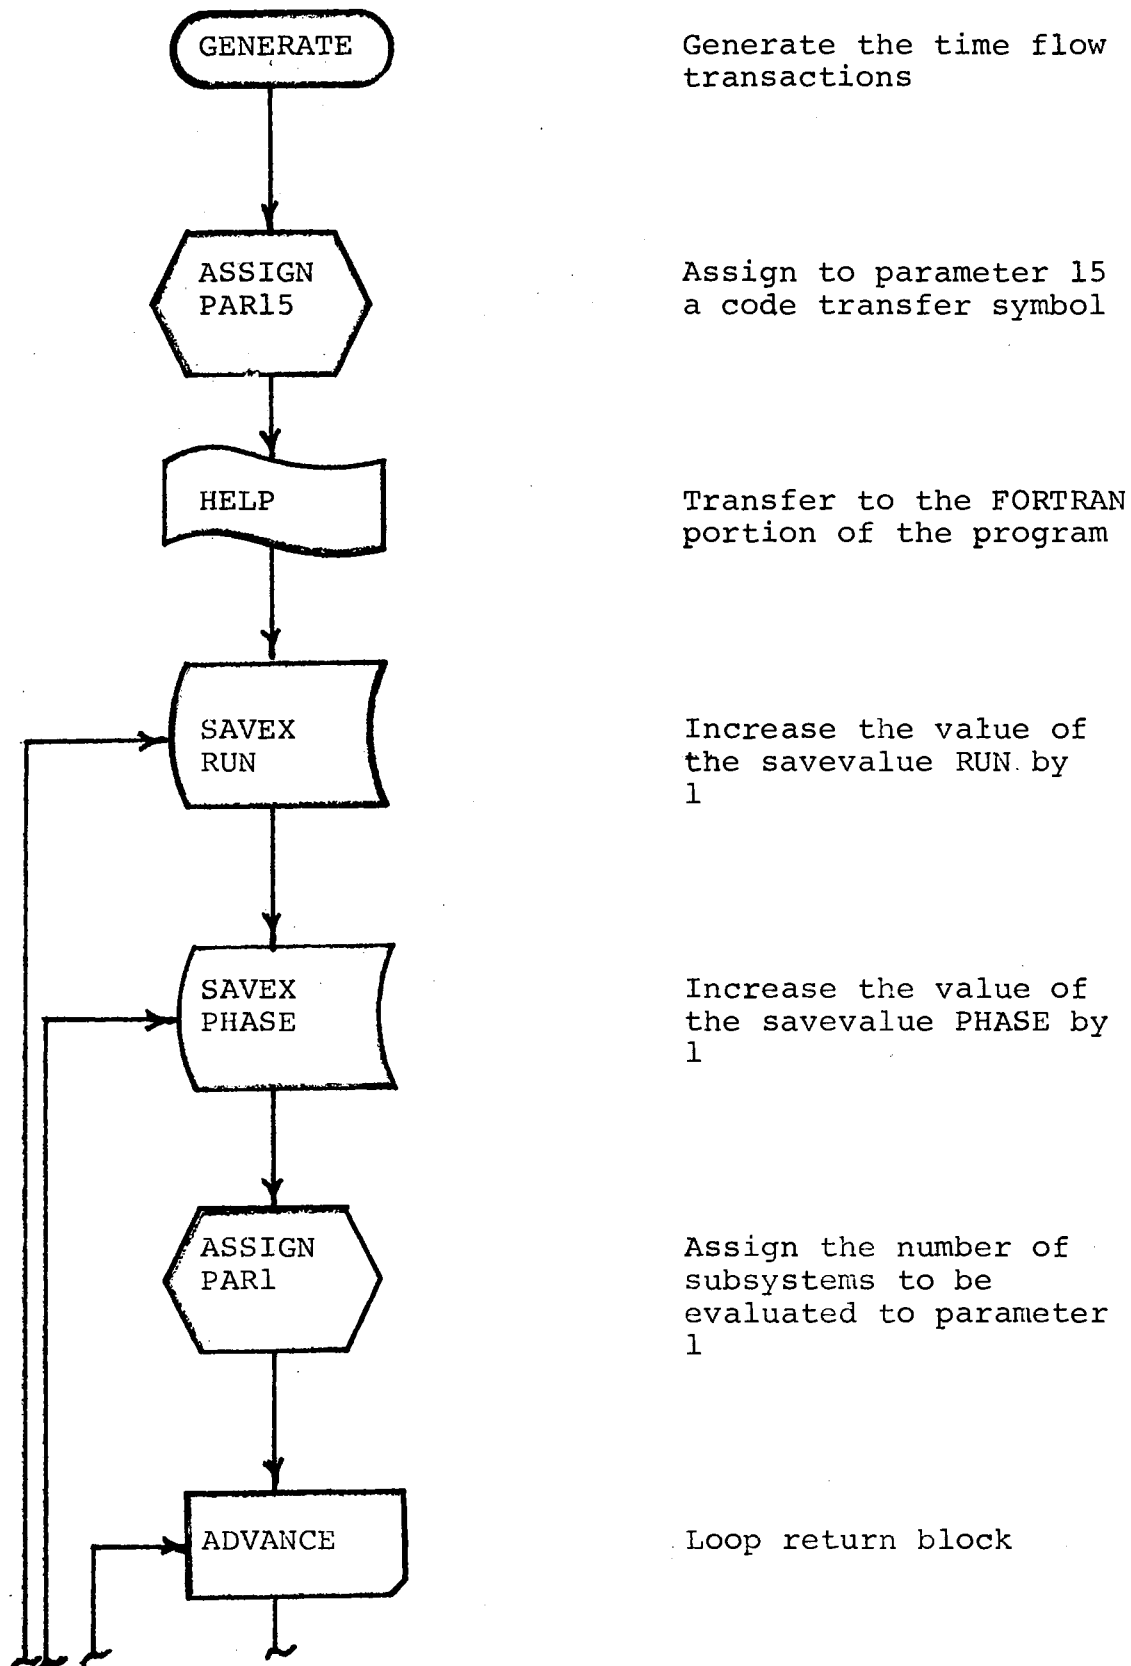 GENERATE
Generate the time flow
transactions
ASSIGN
PAR15
Assign to parameter 15
a code transfer symbol
HELP
Transfer to the FORTRAN
portion of the program
SAVEX
RUN
Increase the value of
the savevalue RUN by
1
SAVEX
PHASE
Increase the value of
the savevalue PHASE by
1
ASSIGN
PAR1
Assign the number of
subsystems to be
evaluated to parameter
1
ADVANCE
Loop return block